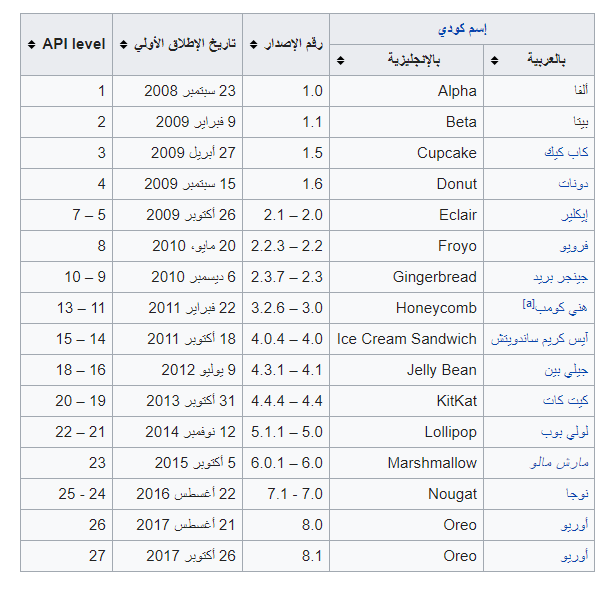 إسم كودي رقم الإصدار تاريخ الإطلاق الأولي API level
بالعربية بالإنجليزية
ألفا Alpha 1.0 23 سبتمبر 2008 1
بيتا Beta 1.1 9 فبراير 2009 2
كاب كيك Cupcake 1.5 27 أبريل 2009 3
دونات Donut 1.6 15 سبتمبر 2009 4
إيكلير Eclair 2.0 – 2.1 26 أكتوبر 2009 5 – 7
فرويو Froyo 2.2 – 2.2.3 20 مايو، 2010 8
جينجر بريد Gingerbread 2.3 – 2.3.7 6 ديسمبر 2010 9 – 10
هني كومب[a] Honeycomb 3.0 – 3.2.6 22 فبراير 2011 11 – 13
آيس كريم ساندويتش Ice Cream Sandwich 4.0 – 4.0.4 18 أكتوبر 2011 14 – 15
جيلي بين Jelly Bean 4.1 – 4.3.1 9 يوليو 2012 16 – 18
كيت كات KitKat 4.4 – 4.4.4 31 أكتوبر 2013 19 – 20
لولي بوب Lollipop 5.0 – 5.1.1 12 نوفمبر 2014 21 – 22
مارش مالو Marshmallow 6.0 – 6.0.1 5 أكتوبر 2015 23
نوجا Nougat 7.0 - 7.1 22 أغسطس 2016 24 - 25
أوريو Oreo 8.0 21 أغسطس 2017 26
أوريو Oreo 8.1 26 أكتوبر 2017 27